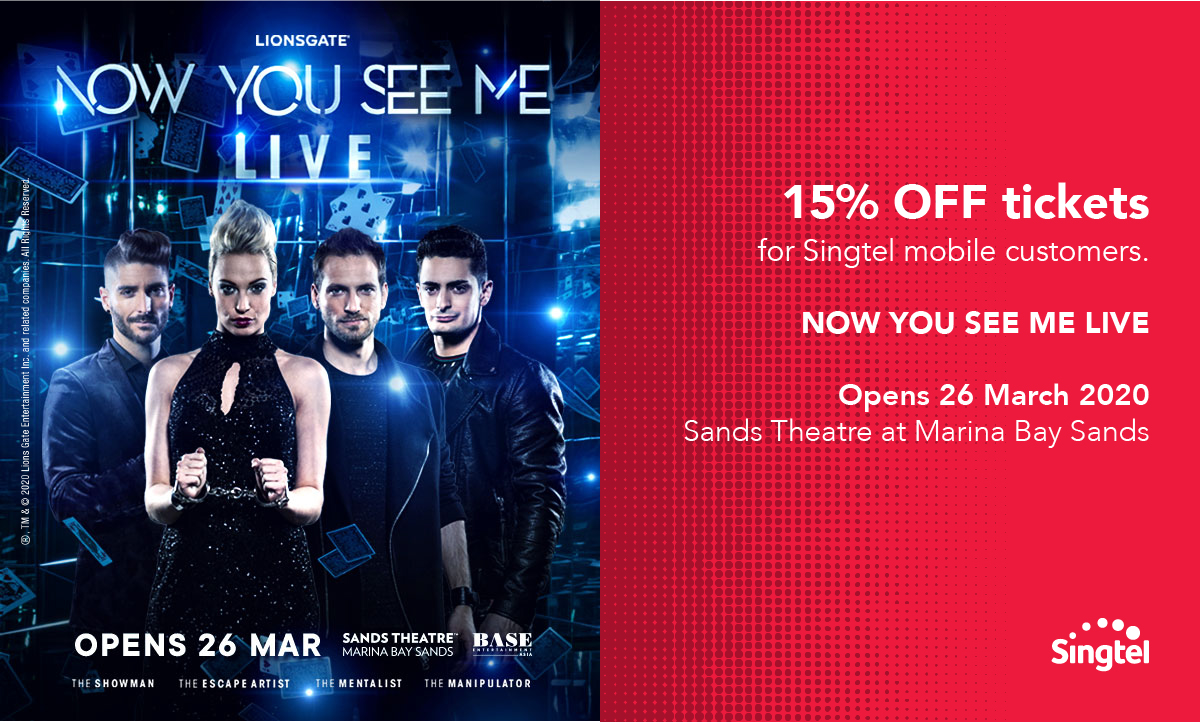 LIONSGATE®
NOW YOU SEE ME
LIVE
®, TM & © 2020 Lions Gate Entertainment Inc. and related companies. All Rights Reserved.
OPENS 26 MAR
SANDS THEATRE™
MARINA BAY SANDS
BASE
ENTERTAINMENT
ASIA
THE SHOWMAN THE ESCAPE ARTIST THE MENTALIST THE MANIPULATOR
15% OFF tickets
for Singtel mobile customers.
NOW YOU SEE ME LIVE
Opens 26 March 2020
Sands Theatre at Marina Bay Sands
Singtel